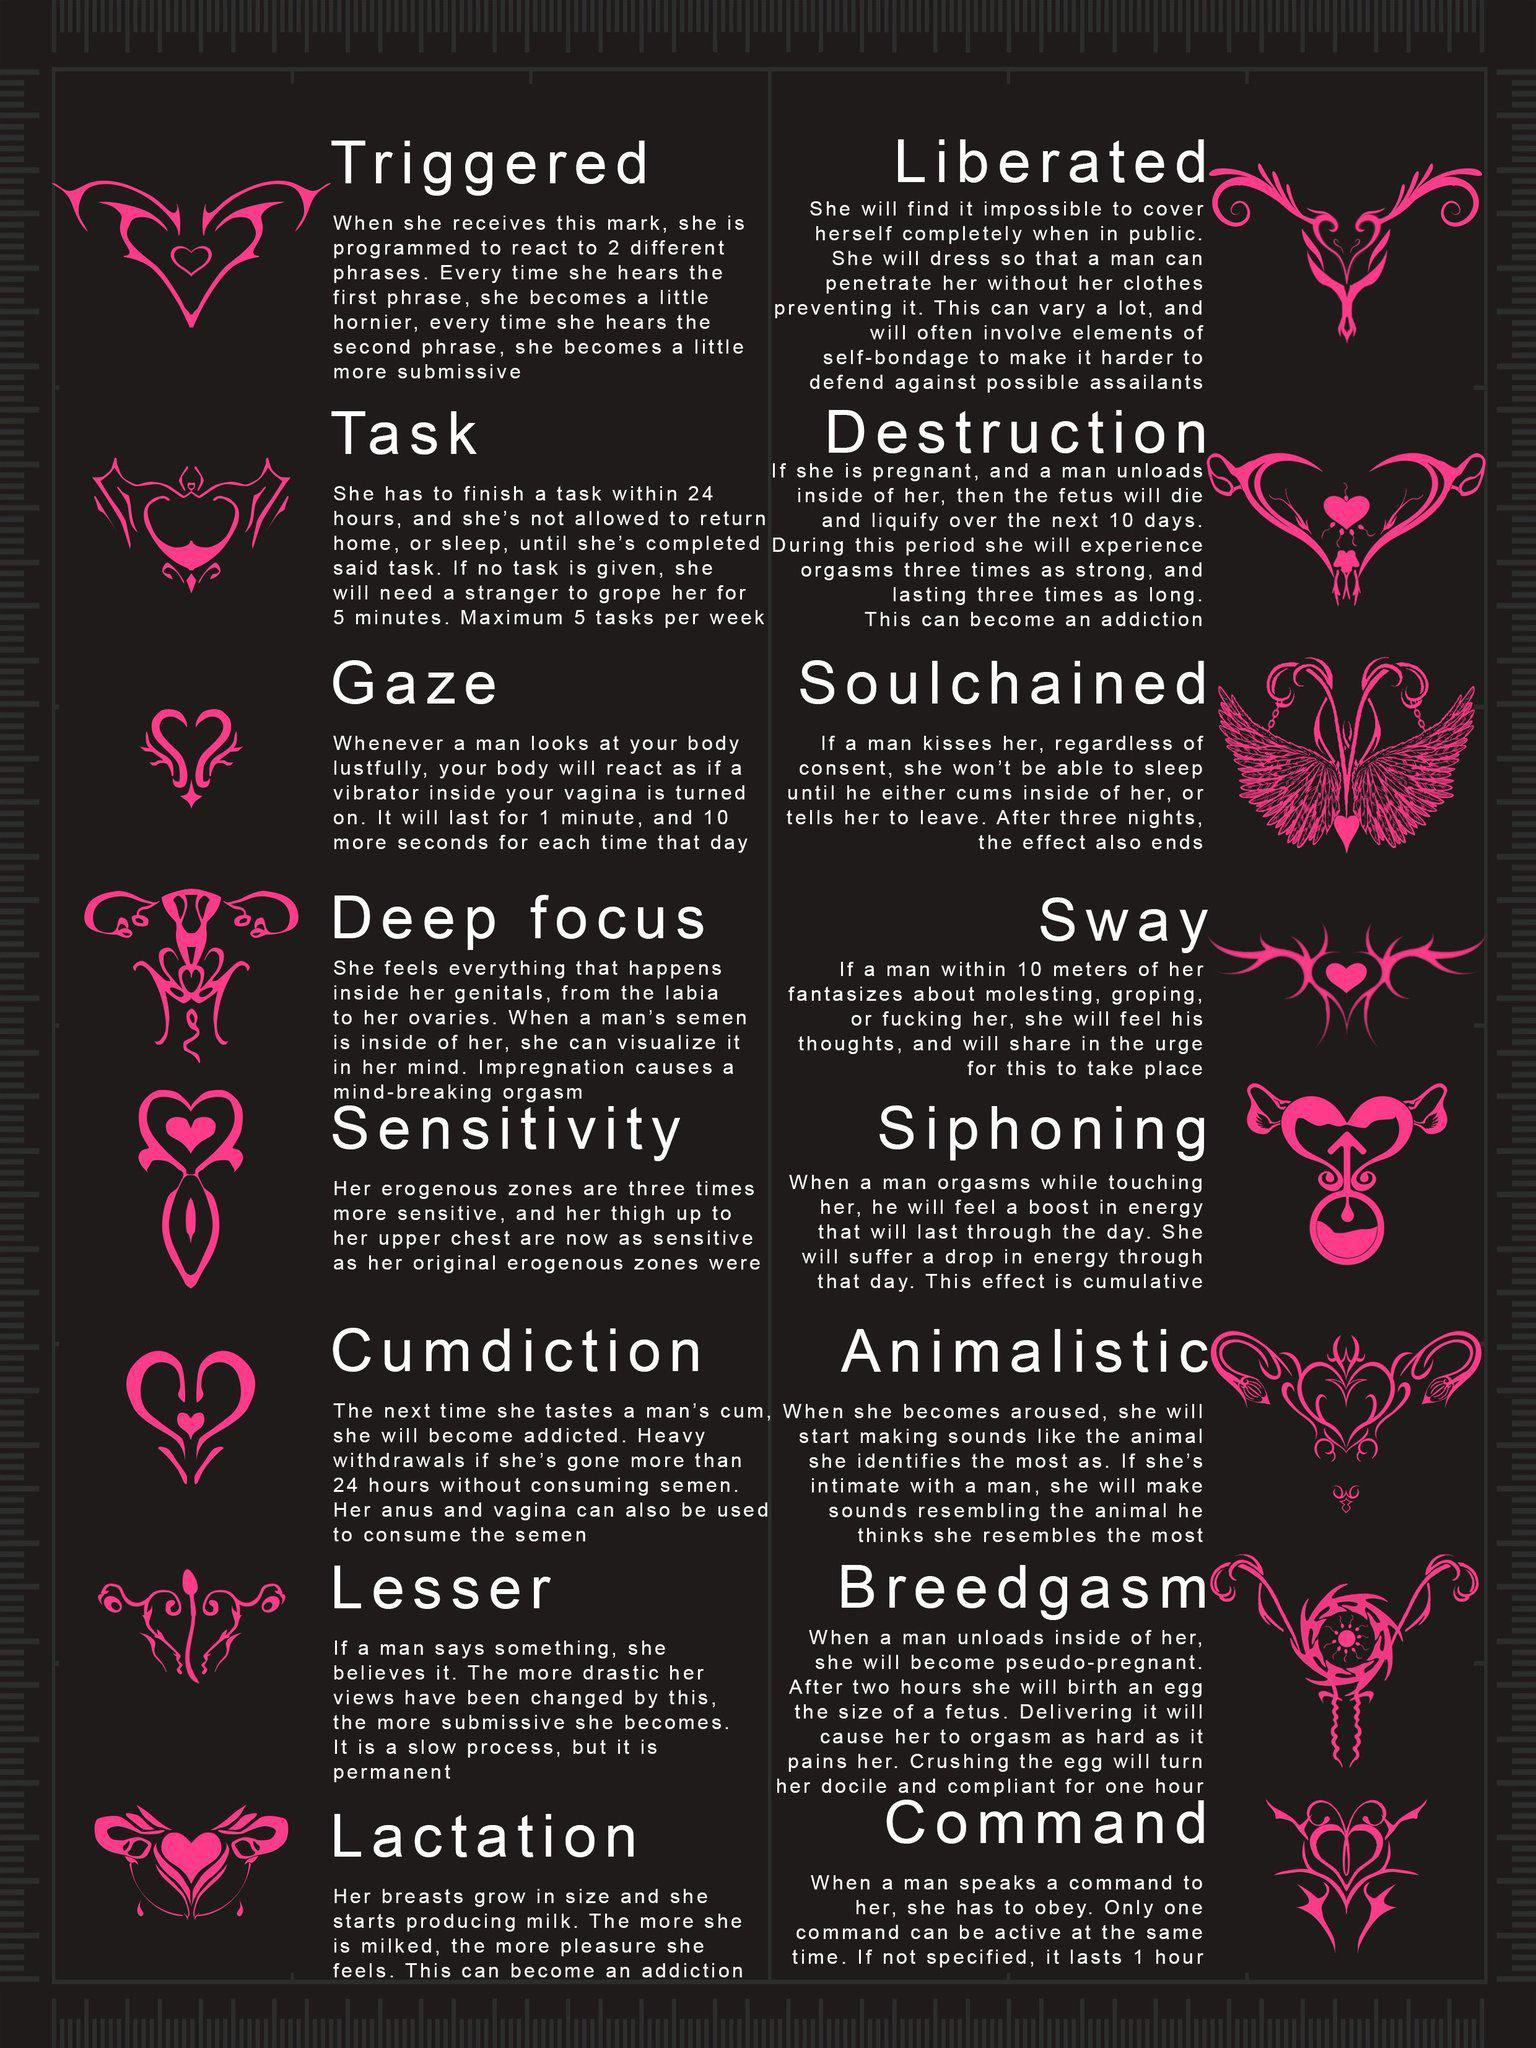 Triggered
When she receives this mark, she is
programmed to react to 2 different
phrases. Every time she hears the
first phrase, she becomes a little
hornier, every time she hears the
second phrase, she becomes a little
more submissive
Task
She has to finish a task within 24
hours, and she's not allowed to return
home, or sleep, until she's completed
said task. If no task is given, she
will need a stranger to grope her for
5 minutes. Maximum 5 tasks per week
Gaze
Whenever a man looks at your body
lustfully, your body will react as if a
vibrator inside your vagina is turned
on. It will last for 1 minute, and 10
more seconds for each time that day
Deep focus
She feels everything that happens
inside her genitals, from the labia
to her ovaries. When a man's semen
is inside of her, she can visualize it
in her mind. Impregnation causes a
mind-breaking orgasm
Sensitivity
Her erogenous zones are three times
more sensitive, and her thigh up to
her upper chest are now as sensitive
as her original erogenous zones were
Cumdiction
The next time she tastes a man's cum,
she will become addicted. Heavy
withdrawals if she's gone more than
24 hours without consuming semen.
Her anus and vagina can also be used
to consume the semen
Lesser
If a man says something, she
believes it. The more drastic her
views have been changed by this,
the more submissive she becomes.
It is a slow process, but it is
permanent
Lactation
Her breasts grow in size and she
starts producing milk. The more she
is milked, the more pleasure she
feels. This can become an addiction
Liberated
She will find it impossible to cover
herself completely when in public.
She will dress so that a man can
penetrate her without her clothes
preventing it. This can vary a lot, and
will often involve elements of
self-bondage to make it harder to
defend against possible assailants
Destruction
If she is pregnant, and a man unloads
inside of her, then the fetus will die
and liquify over the next 10 days.
During this period she will experience
orgasms three times as strong, and
lasting three times as long.
This can become an addiction
Soulchained
If a man kisses her, regardless of
consent, she won't be able to sleep
until he either cums inside of her, or
tells her to leave. After three nights,
the effect also ends
Sway
If a man within 10 meters of her
fantasizes about molesting, groping,
or fucking her, she will feel his
thoughts, and will share in the urge
for this to take place
Siphoning
When a man orgasms while touching
her, he will feel a boost in energy
that will last through the day. She
will suffer a drop in energy through
that day. This effect is cumulative
Animalistic
When she becomes aroused, she will
start making sounds like the animal
she identifies the most as. If she's
intimate with a man, she will make
sounds resembling the animal he
thinks she resembles the most
Breedgasm
When a man unloads inside of her,
she will become pseudo-pregnant.
After two hours she will birth an egg
the size of a fetus. Delivering it will
cause her to orgasm as hard as it
pains her. Crushing the egg will turn
her docile and compliant for one hour
Command
When a man speaks a command to
her, she has to obey. Only one
command can be active at the same
time. If not specified, it lasts 1 hour